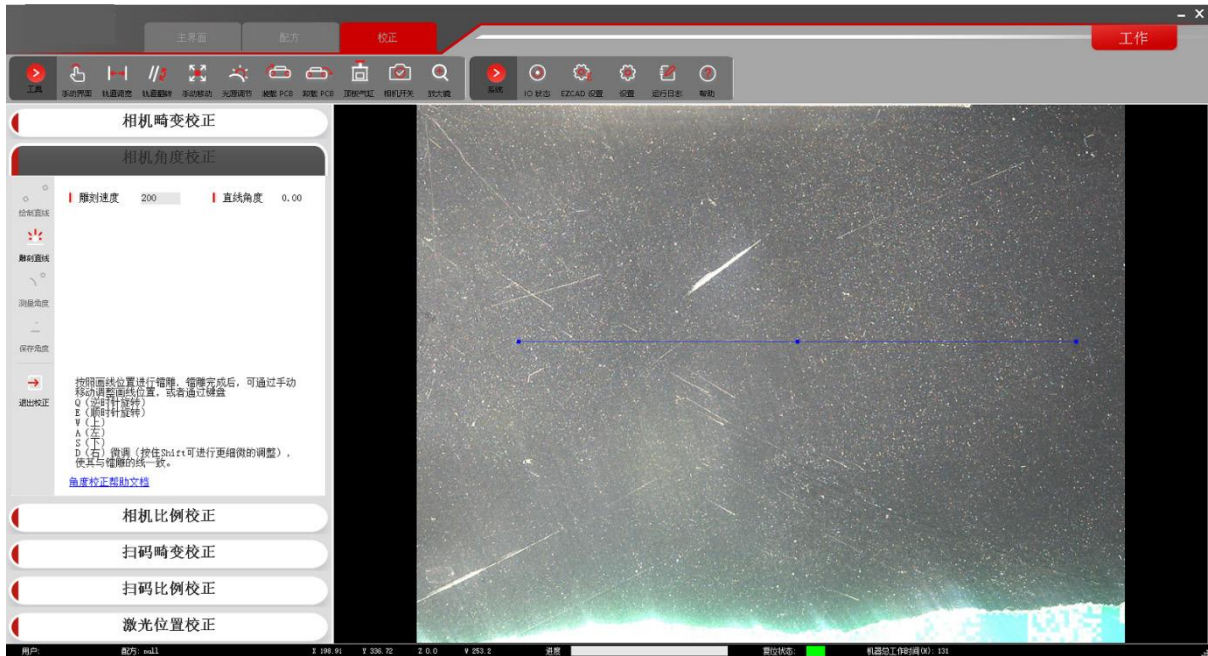 主界面 配方 校正 工作
工具 手动界面 轨道调宽 轨道翻转 手动移动 光源调节 PCB PCB 顶板气缸 相机开关 放大镜 系统 IO 状态 EZCAD 设置 设置 运行日志 帮助
相机畸变校正
相机角度校正
雕刻速度 200 直线角度 0.00
绘制直线
雕刻直线
测量角度
保存角度
退出校正
按照画线位置进行镭雕，镭雕完成后，可通过手动
移动调整画线位置，或者通过键盘
Q（逆时针旋转）
E（顺时针旋转）
W（上）
A（左）
S（下）
D（右）微调（按住Shift可进行更细微的调整），
使其与镭雕的线一致。
角度校正帮助文档
相机比例校正
扫码畸变校正
扫码比例校正
激光位置校正
用户: 配方: null X 198.91 Y 336.72 Z 0.0 W 253.2 进度 复位状态: 机器总工作时间(H): 131